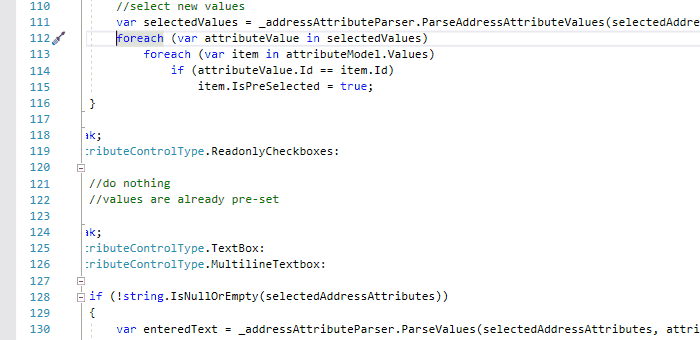 110 //select new values
111 var selectedValues = _addressAttributeParser.ParseAddressAttributeValues(selectedAddre
112 foreach (var attributeValue in selectedValues)
113 foreach (var item in attributeModel.Values)
114 if (attributeValue.Id == item.Id)
115 item.IsPreSelected = true;
116 }
117
118 ak;
119 tributeControlType.ReadonlyCheckboxes:
120
121 //do nothing
122 //values are already pre-set
123
124 ak;
125 tributeControlType.TextBox:
126 tributeControlType.MultilineTextbox:
127
128 if (!string.IsNullOrEmpty(selectedAddressAttributes))
129 {
130 var enteredText = _addressAttributeParser.ParseValues(selectedAddressAttributes, attri